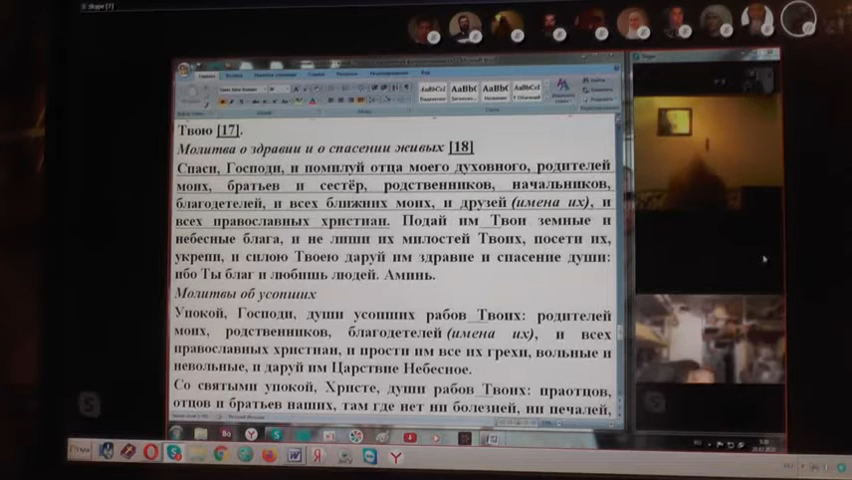 Skype [7]
Твою [17].
Молитва о здравии и о спасении живых [18]
Спаси, Господи, и помилуй отца моего духовного, родителей
моих, братьев и сестёр, родственников, начальников,
благодетелей, и всех ближних моих, и друзей (имена их), и
всех православных христиан. Подай им Твои земные и
небесные блага, и не лиши их милостей Твоих, посети их,
укрепи, и силою Твоею даруй им здравие и спасение души:
ибо Ты благ и любишь людей. Аминь.
Молитвы об усопших
Упокой, Господи, души усопших рабов Твоих: родителей
моих, родственников, благодетелей (имена их), и всех
православных христиан, и прости им все их грехи, вольные и
невольные, и даруй им Царствие Небесное.
Со святыми упокой, Христе, души рабов Твоих: праотцов,
отцов и братьев наших, там где нет ни болезней, ни печалей,